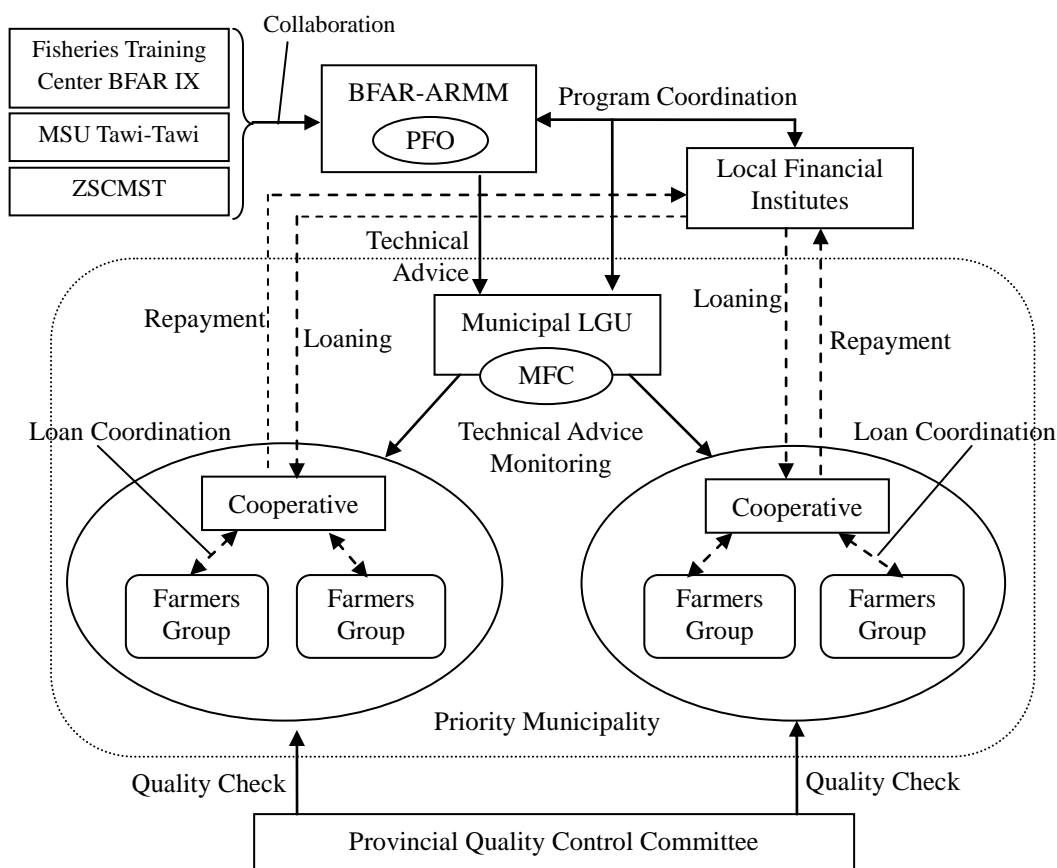 Collaboration
Fisheries Training
Center BFAR IX
MSU Tawi-Tawi
ZSCMST
BFAR-ARMM
PFO
Program Coordination
Local Financial
Institutes
Technical
Advice
Repayment
Loaning
Municipal LGU
MFC
Loaning
Repayment
Loan Coordination
Technical Advice
Monitoring
Loan Coordination
Cooperative
Farmers
Group
Farmers
Group
Cooperative
Farmers
Group
Farmers
Group
Priority Municipality
Quality Check
Quality Check
Provincial Quality Control Committee